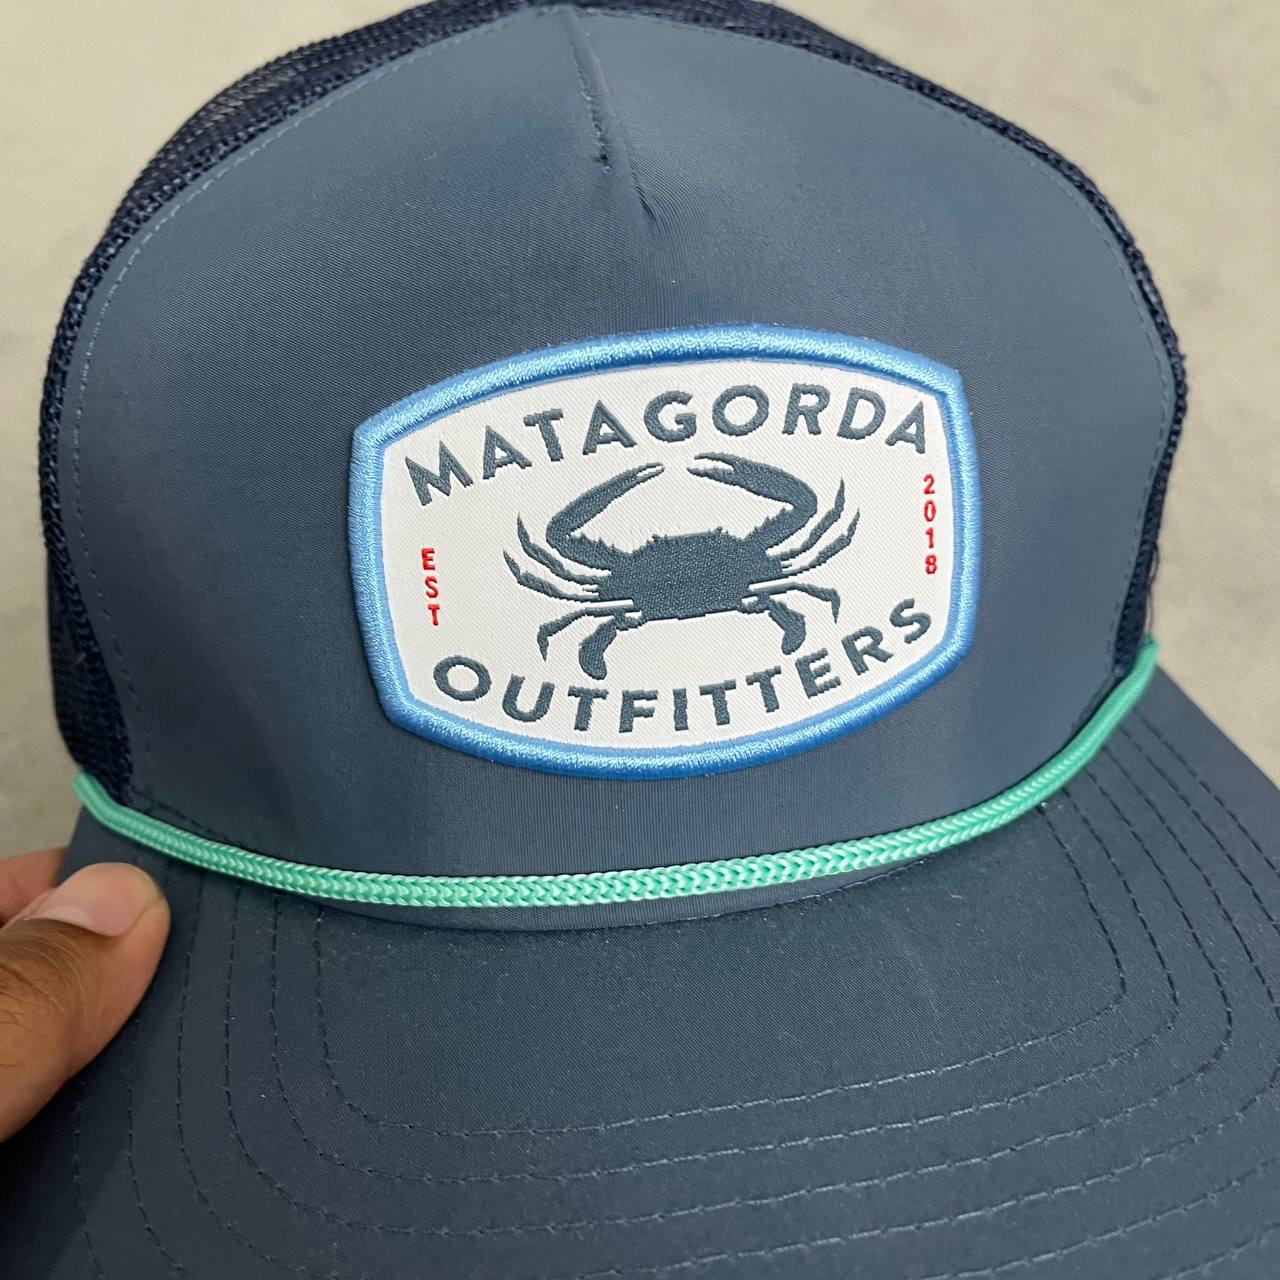 MATAGORDA
EST
2018
OUTFITTERS